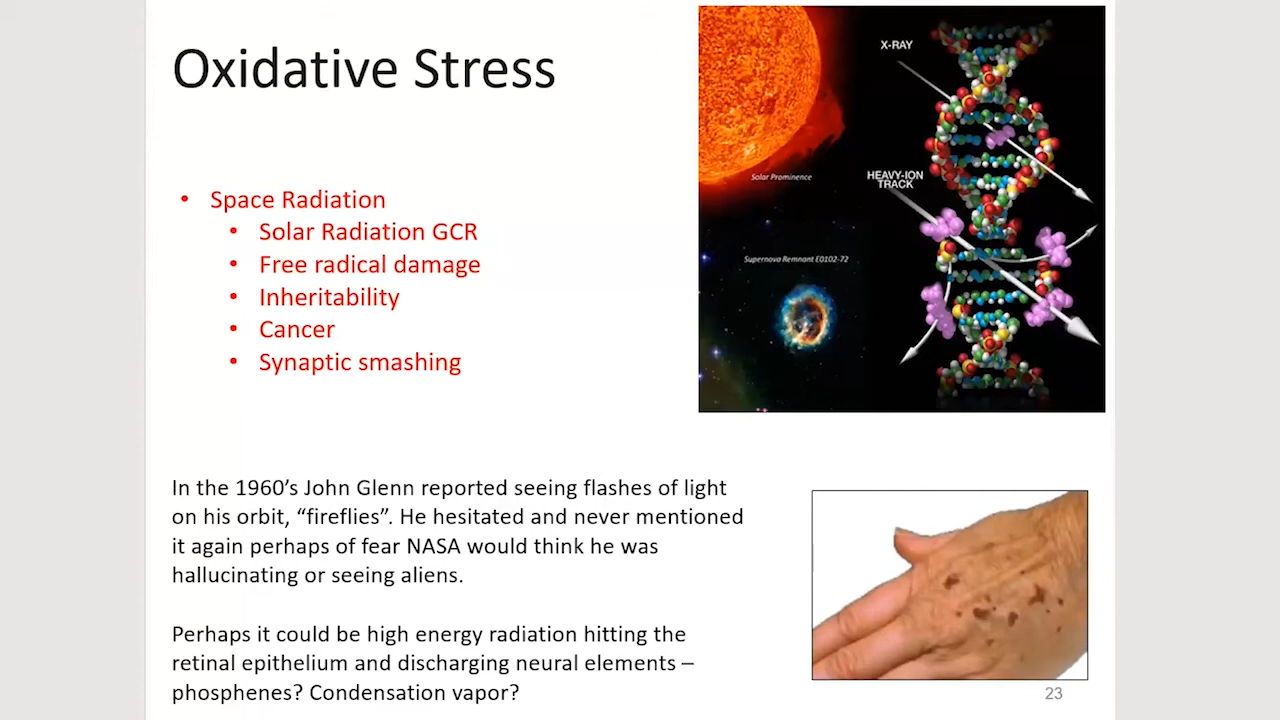 Oxidative Stress
• Space Radiation
• Solar Radiation GCR
• Free radical damage
• Inheritability
• Cancer
• Synaptic smashing
X-RAY
Solar Prominence
HEAVY-ION
TRACK
Supernova Remnant E0102-72
In the 1960’s John Glenn reported seeing flashes of light
on his orbit, “fireflies”. He hesitated and never mentioned
it again perhaps of fear NASA would think he was
hallucinating or seeing aliens.
Perhaps it could be high energy radiation hitting the
retinal epithelium and discharging neural elements –
phosphenes? Condensation vapor?
23